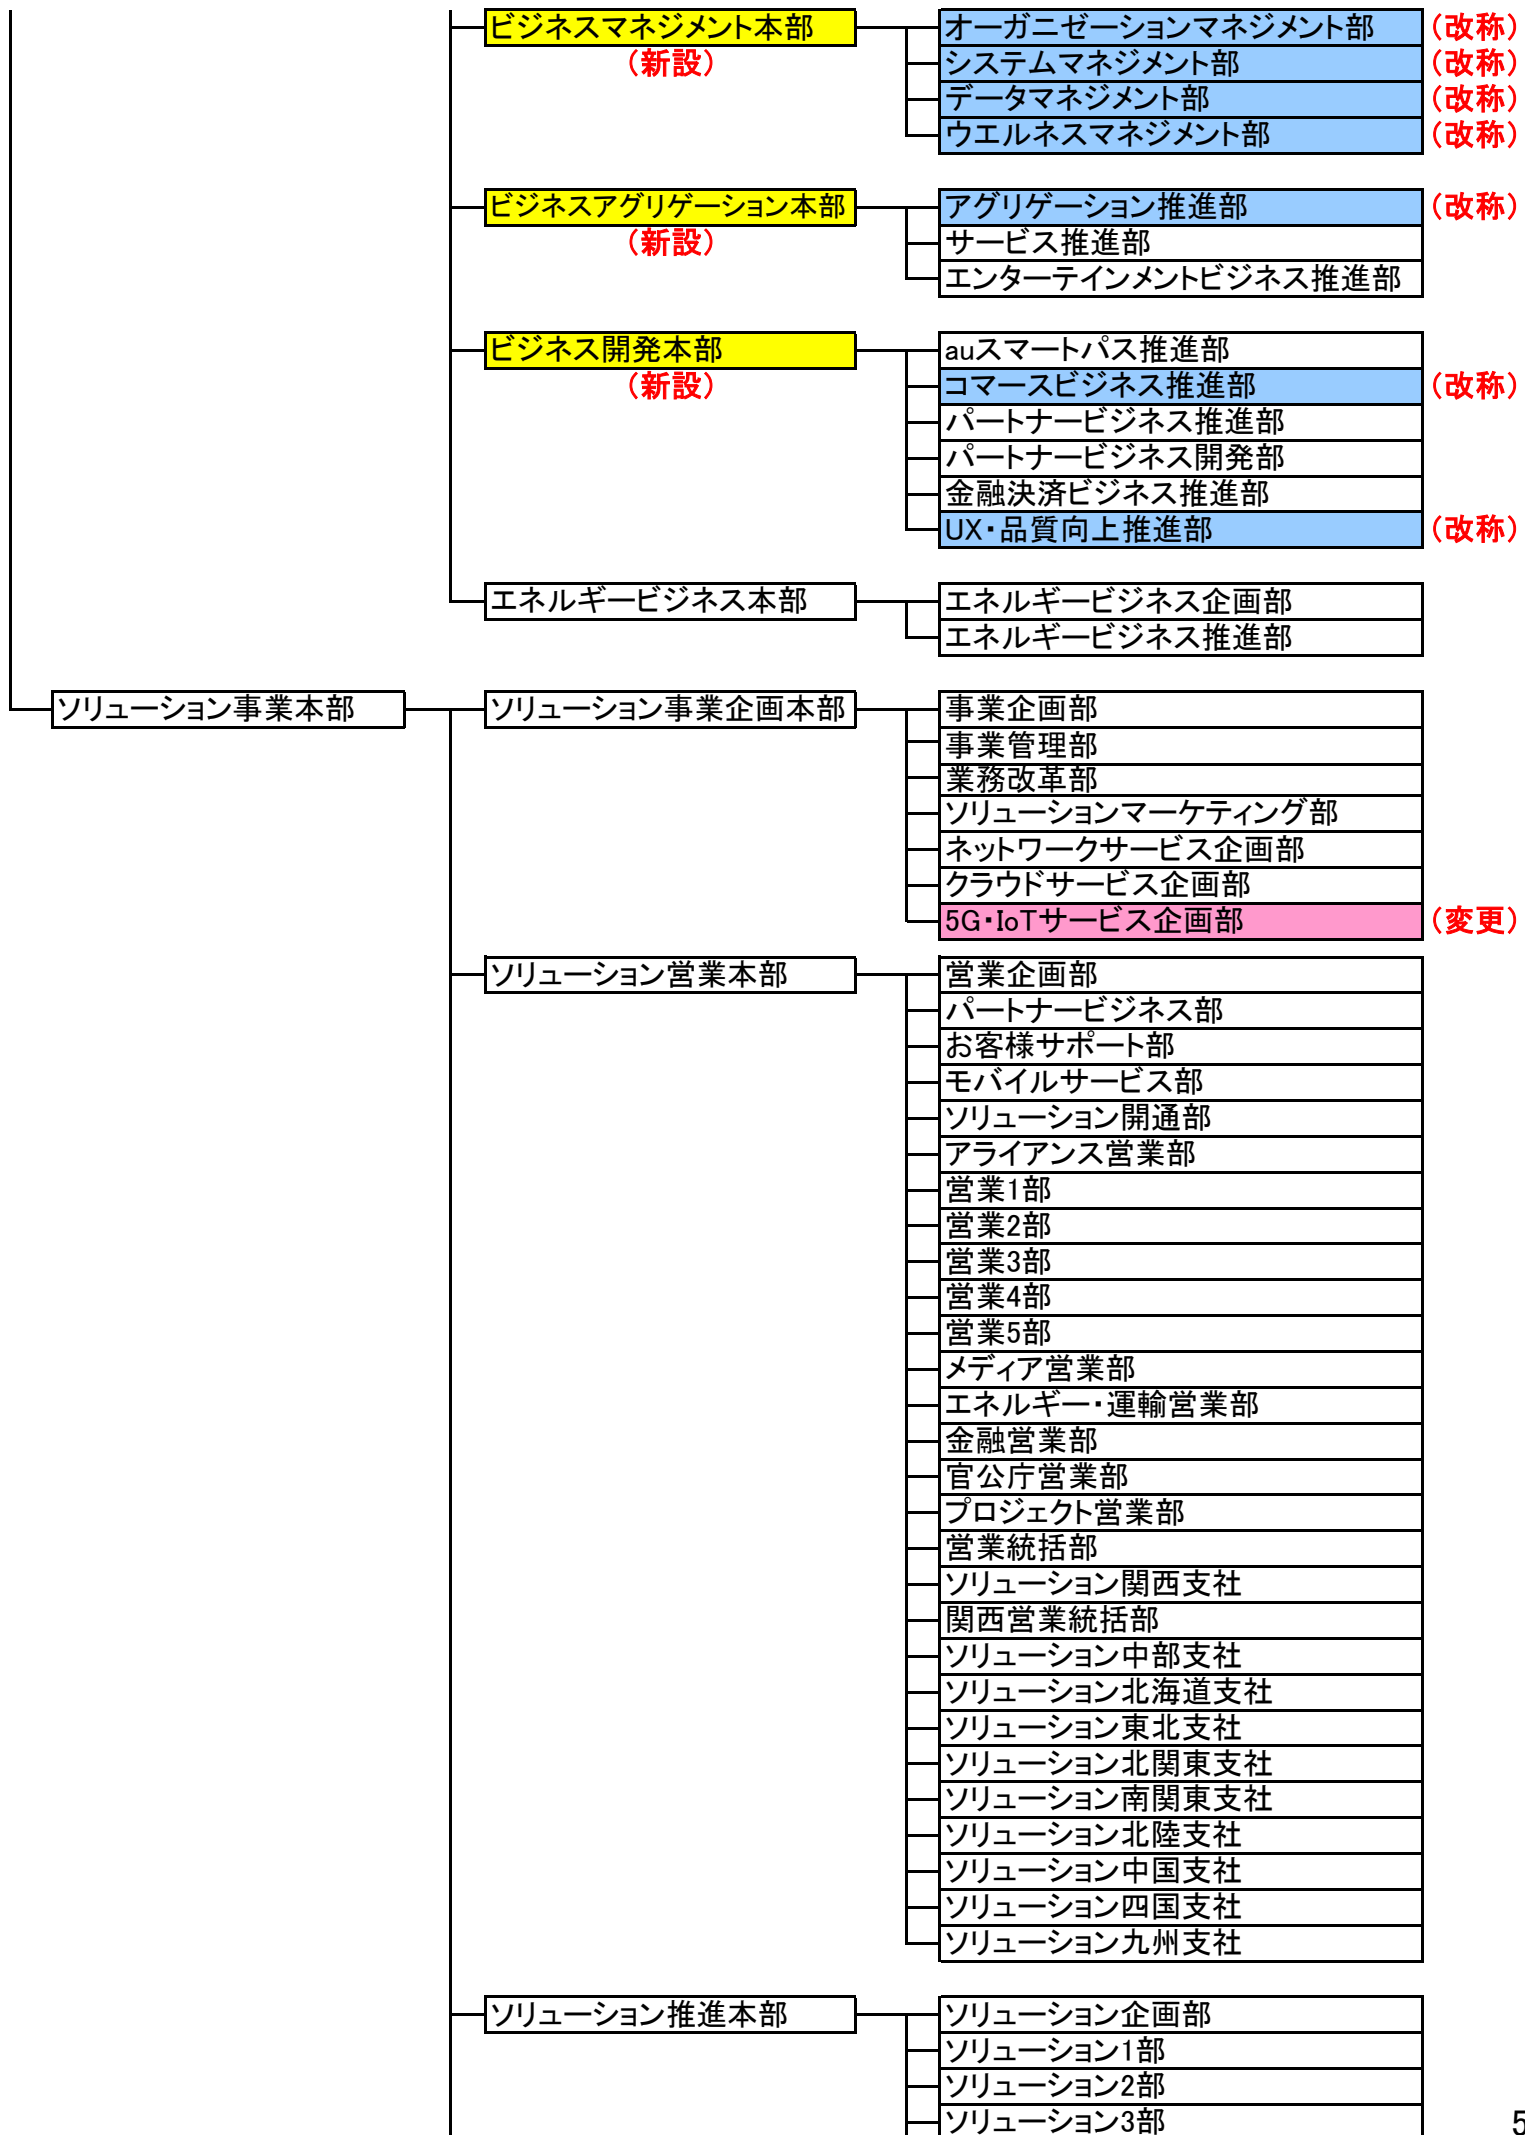 ビジネスマネジメント本部 オーガニゼーションマネジメント部 （改称）
（新設） システムマネジメント部 （改称）
データマネジメント部 （改称）
ウエルネスマネジメント部 （改称）
ビジネスアグリゲーション本部 アグリゲーション推進部 （改称）
（新設） サービス推進部
エンターテインメントビジネス推進部
ビジネス開発本部 auスマートパス推進部
（新設） コマースビジネス推進部 （改称）
パートナービジネス推進部
パートナービジネス開発部
金融決済ビジネス推進部
UX・品質向上推進部 （改称）
エネルギービジネス本部 エネルギービジネス企画部
エネルギービジネス推進部
ソリューション事業本部 ソリューション事業企画本部 事業企画部
事業管理部
業務改革部
ソリューションマーケティング部
ネットワークサービス企画部
クラウドサービス企画部
5G・IoTサービス企画部 （変更）
ソリューション営業本部 営業企画部
パートナービジネス部
お客様サポート部
モバイルサービス部
ソリューション開通部
アライアンス営業部
営業1部
営業2部
営業3部
営業4部
営業5部
メディア営業部
エネルギー・運輸営業部
金融営業部
官公庁営業部
プロジェクト営業部
営業統括部
ソリューション関西支社
関西営業統括部
ソリューション中部支社
ソリューション北海道支社
ソリューション東北支社
ソリューション北関東支社
ソリューション南関東支社
ソリューション北陸支社
ソリューション中国支社
ソリューション四国支社
ソリューション九州支社
ソリューション推進本部 ソリューション企画部
ソリューション1部
ソリューション2部
ソリューション3部
5